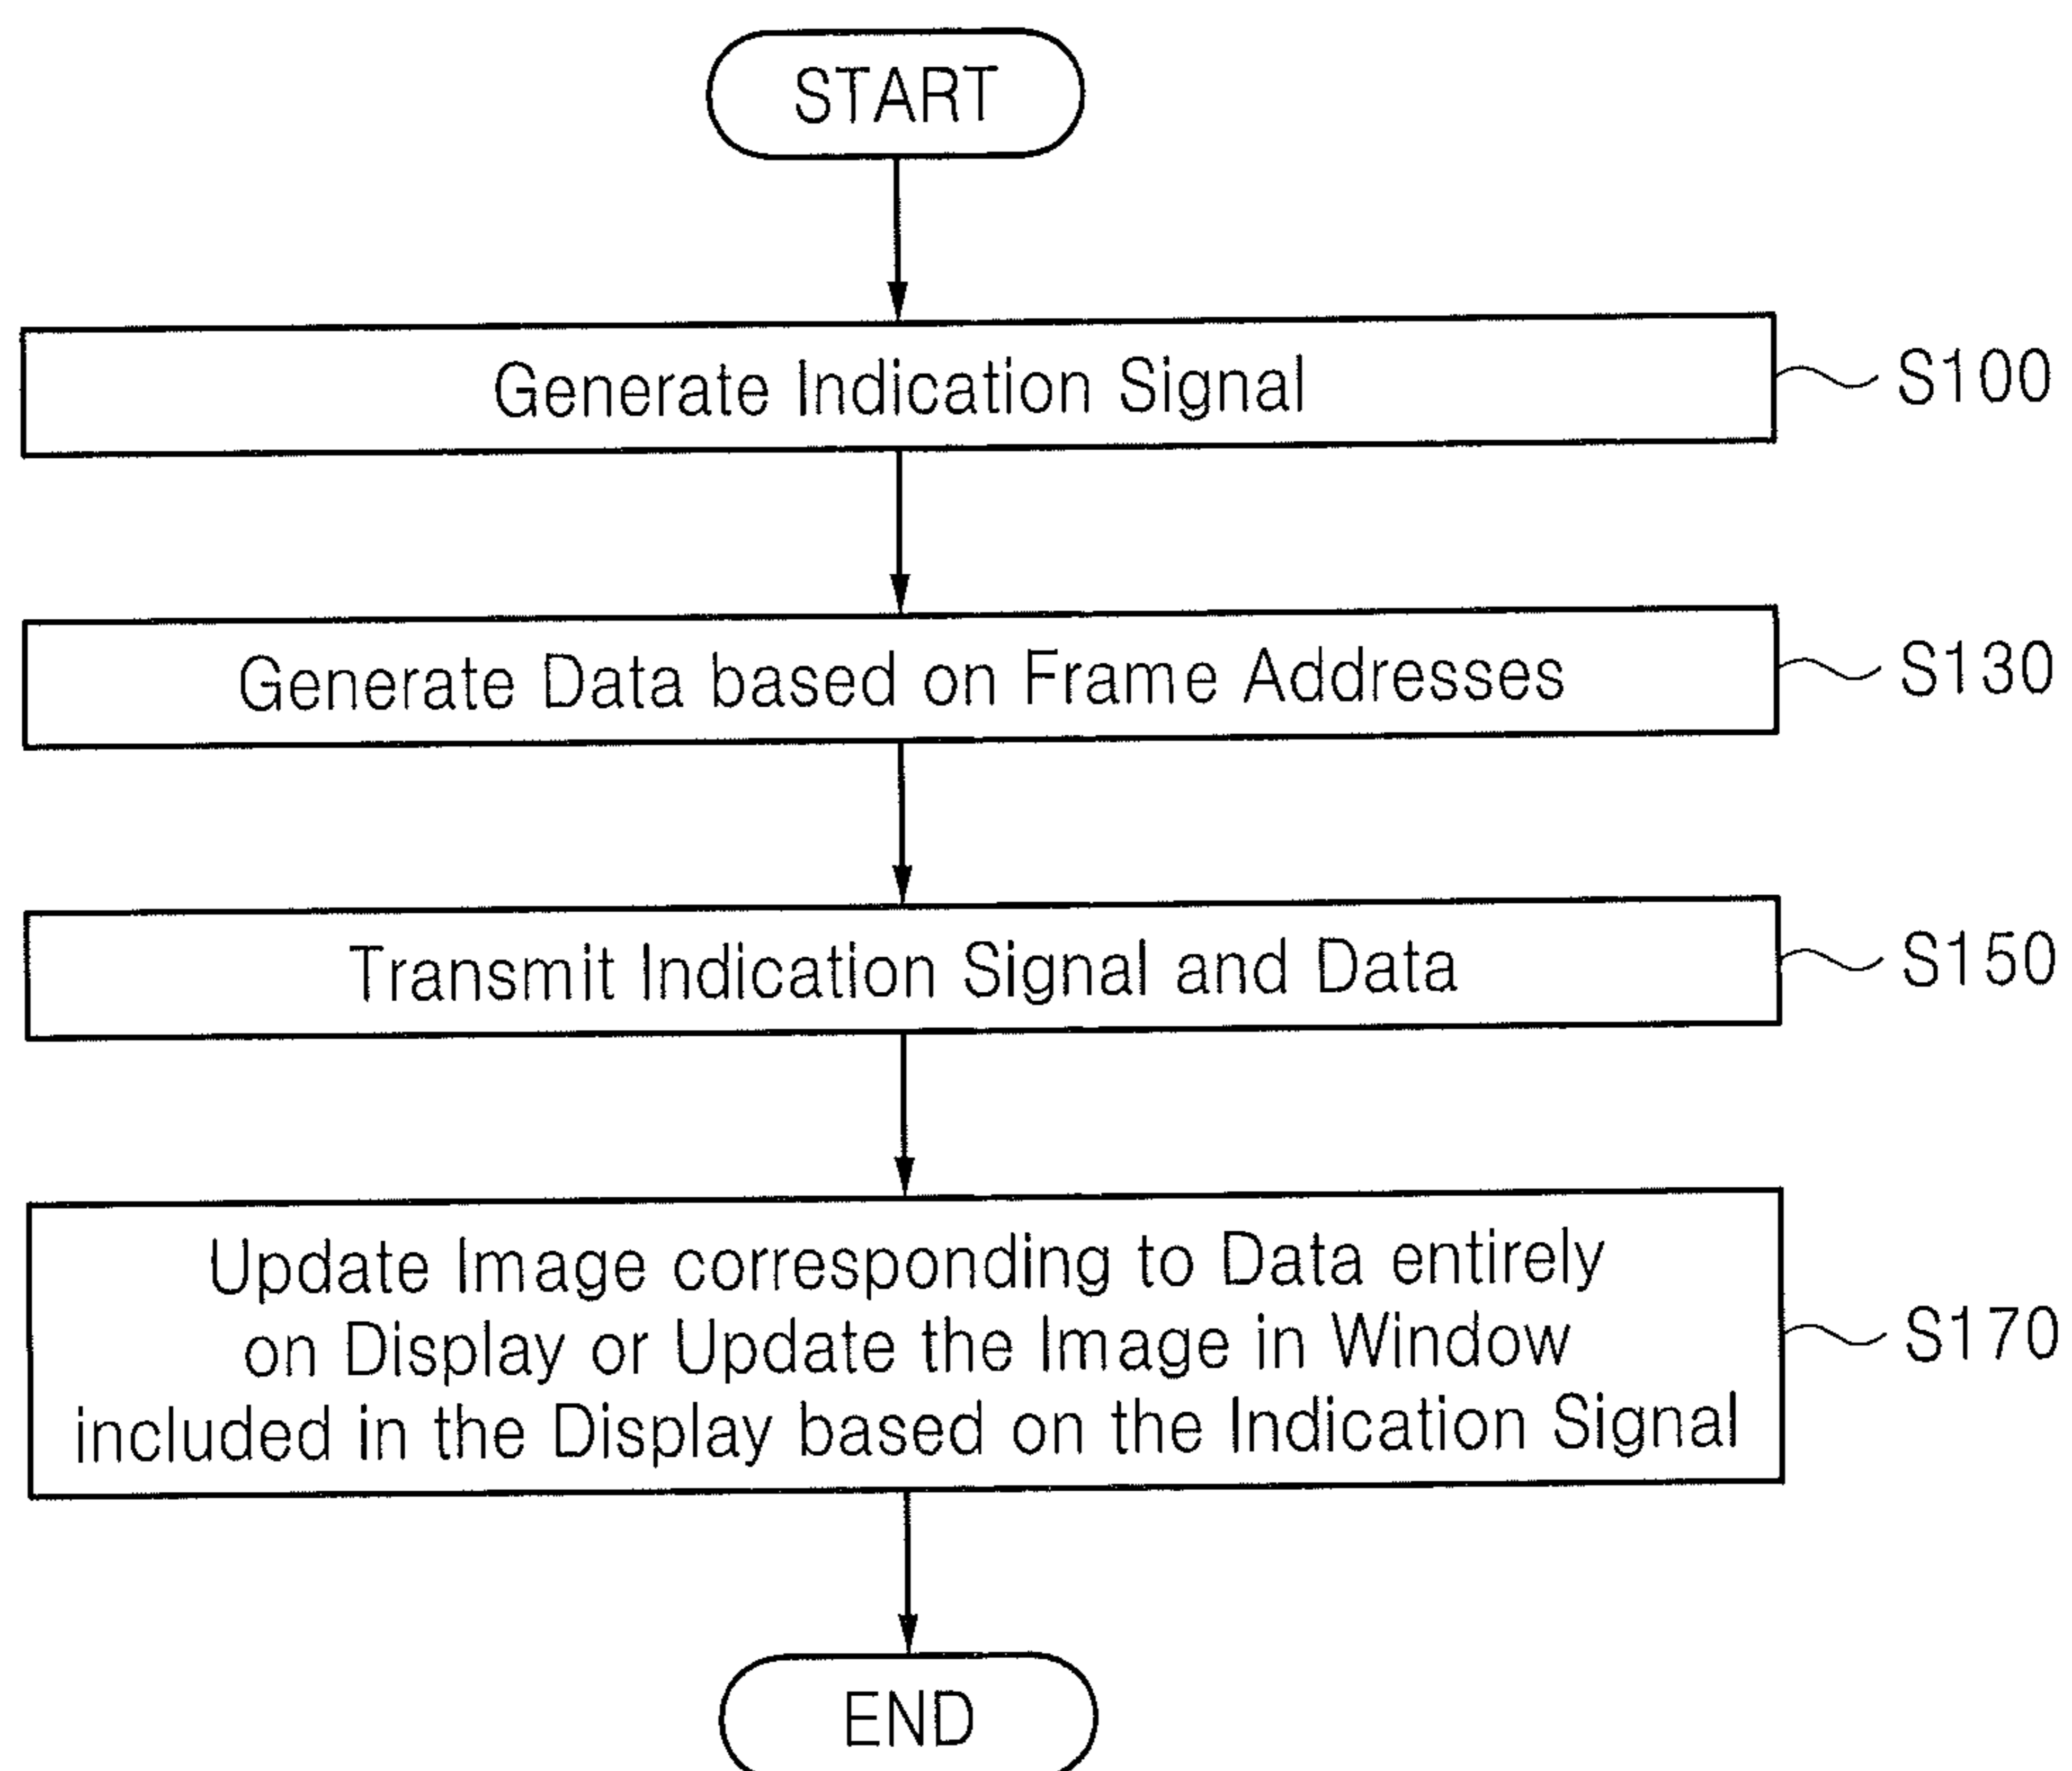 START
Generate Indication Signal
S100
Generate Data based on Frame Addresses
S130
Transmit Indication Signal and Data
S150
Update Image corresponding to Data entirely
on Display or Update the Image in Window
included in the Display based on the Indication Signal
S170
END